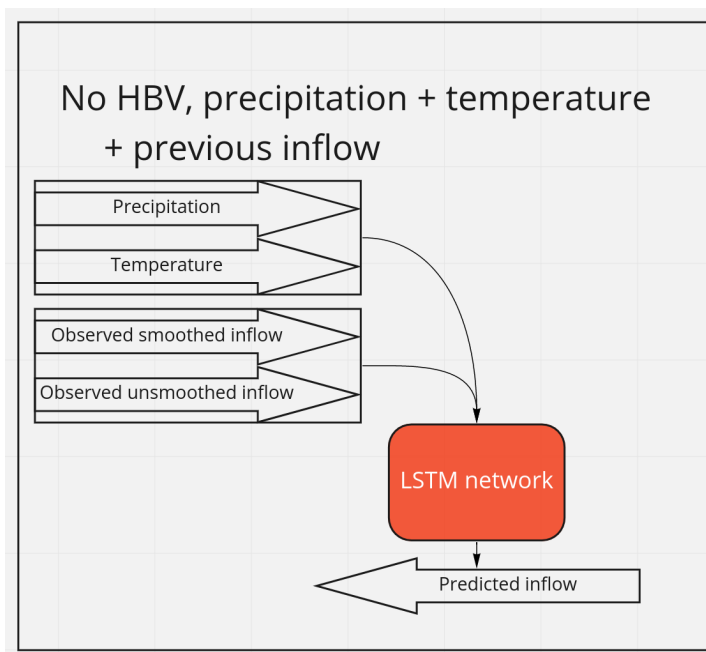 No HBV, precipitation + temperature
+ previous inflow
Precipitation
Temperature
Observed smoothed inflow
Observed unsmoothed inflow
LSTM network
Predicted inflow